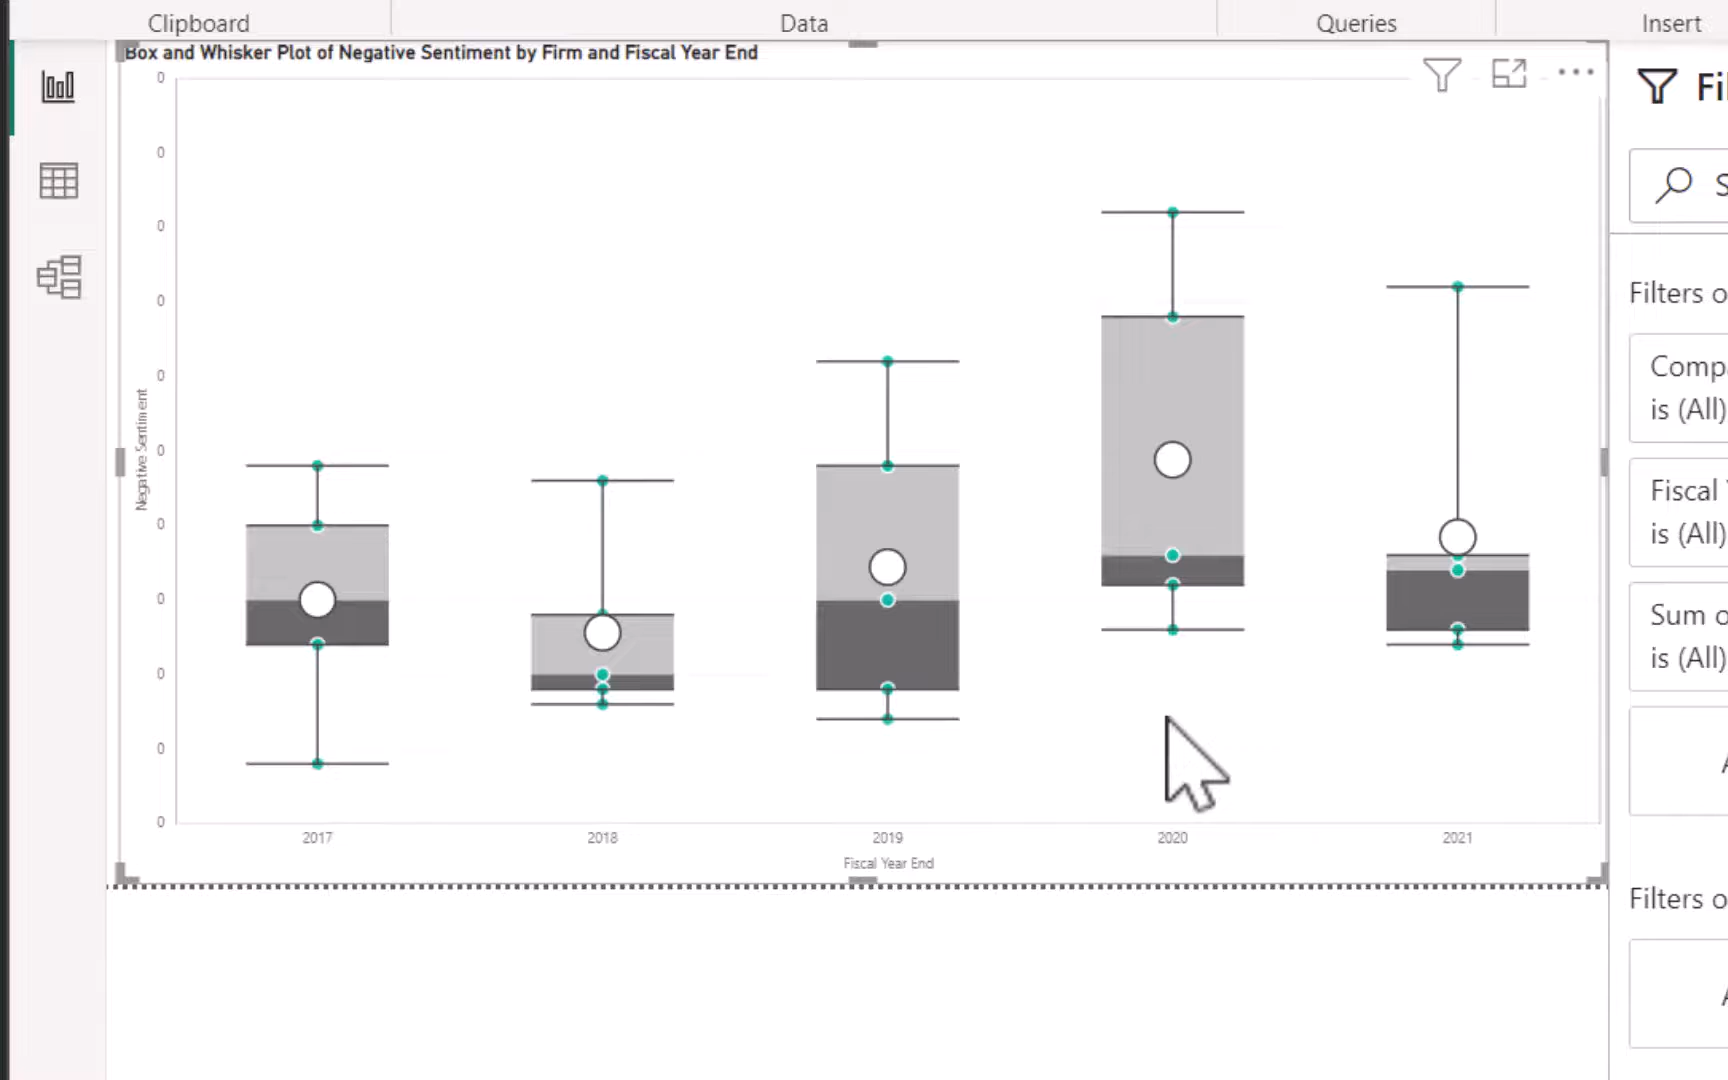 Clipboard
Data
Queries
Insert
Box and Whisker Plot of Negative Sentiment by Firm and Fiscal Year End
0
0
0
0
0
0
0
0
0
0
0
Negative Sentiment
2017
2018
2019
2020
2021
Fiscal Year End
Fil
S
Filters o
Compa
is (All)
Fiscal Y
is (All)
Sum o
is (All)
A
Filters o
A